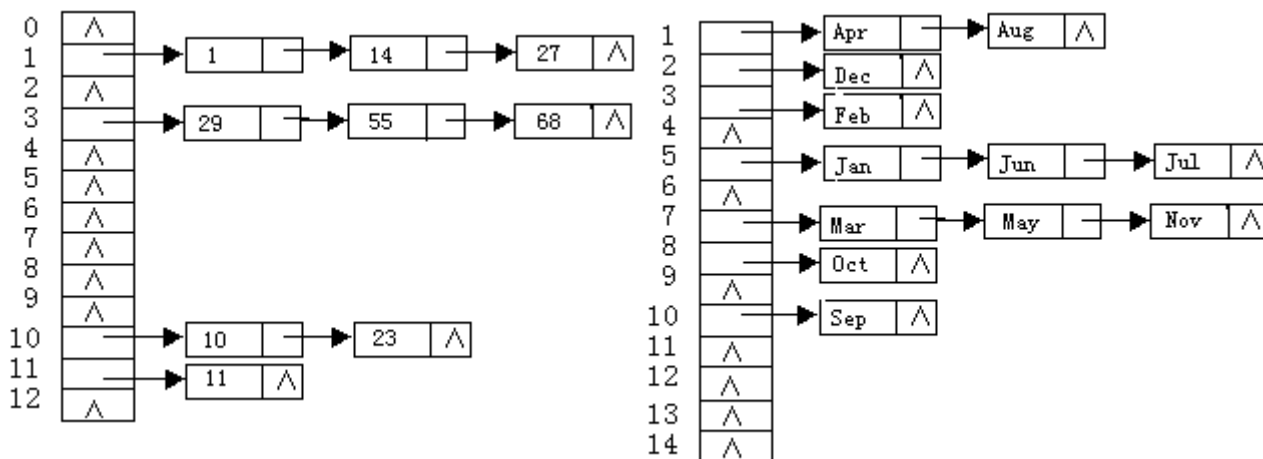 0 ∧
1 1 14 27 ∧
2 ∧
3 29 55 68 ∧
4 ∧
5 ∧
6 ∧
7 ∧
8 ∧
9 ∧
10 10 23 ∧
11 11 ∧
12 ∧
1 Apr Aug ∧
2 Dec ∧
3 Feb ∧
4 ∧
5 Jan Jun Jul ∧
6 ∧
7 Mar May Nov ∧
8 Oct ∧
9 ∧
10 Sep ∧
11 ∧
12 ∧
13 ∧
14 ∧